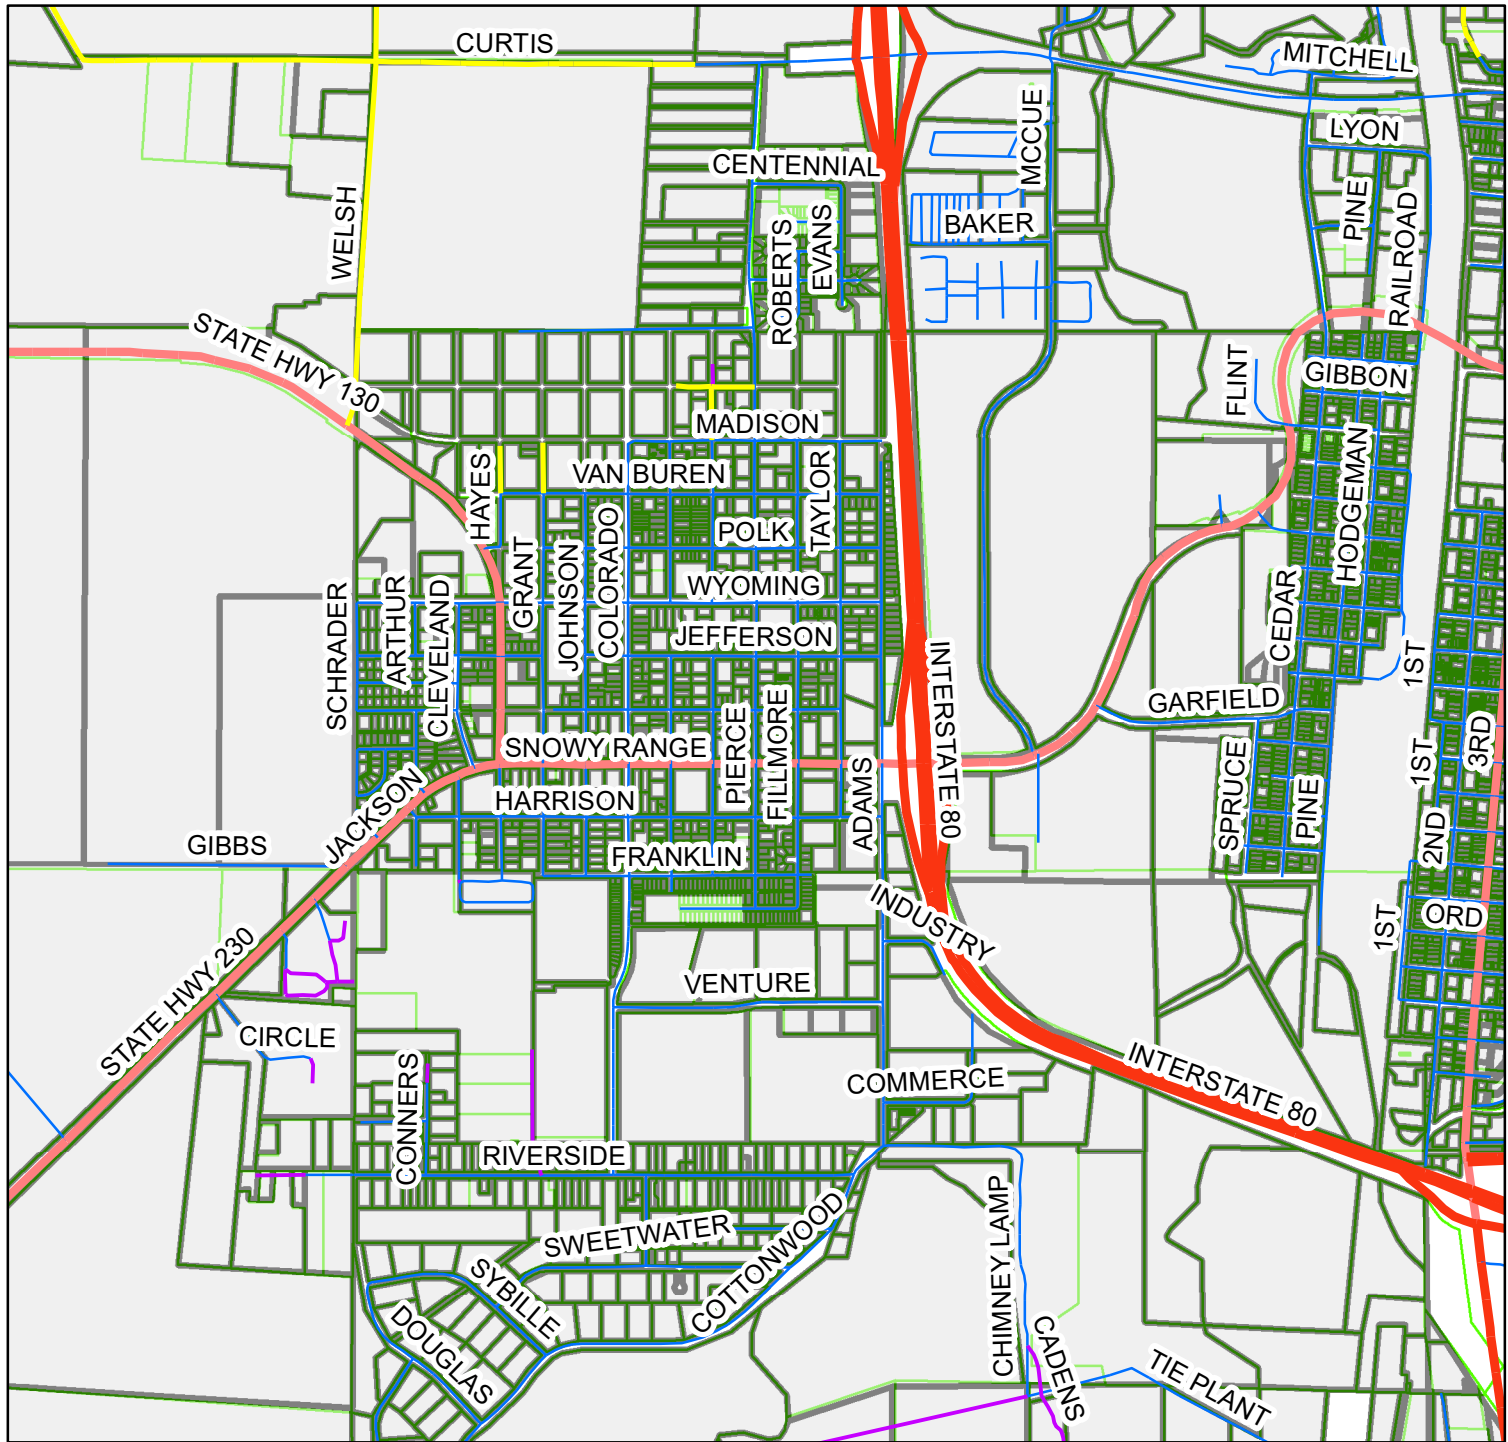 CURTIS
MITCHELL
MCCUE
LYON
CENTENNIAL
WELSH
PINE
RAILROAD
EVANS
ROBERTS
BAKER
STATE HWY 130
FLINT
GIBBON
MADISON
HODGEMAN
HAYES
VAN BUREN
TAYLOR
POLK
GRANT
JOHNSON
COLORADO
WYOMING
SCHRADER
ARTHUR
CLEVELAND
JEFFERSON
CEDAR
INTERSTATE 80
1ST
GARFIELD
SNOWY RANGE
PIERCE
FILLMORE
3RD
1ST
SPRUCE
PINE
HARRISON
ADAMS
JACKSON
GIBBS
FRANKLIN
2ND
INDUSTRY
1ST
ORD
STATE HWY 230
VENTURE
CIRCLE
CONNERS
COMMERCE
INTERSTATE 80
RIVERSIDE
SWEETWATER
COTTONWOOD
CHIMNEY LAMP
SYBILLE
DOUGLAS
CADENS
TIE PLANT